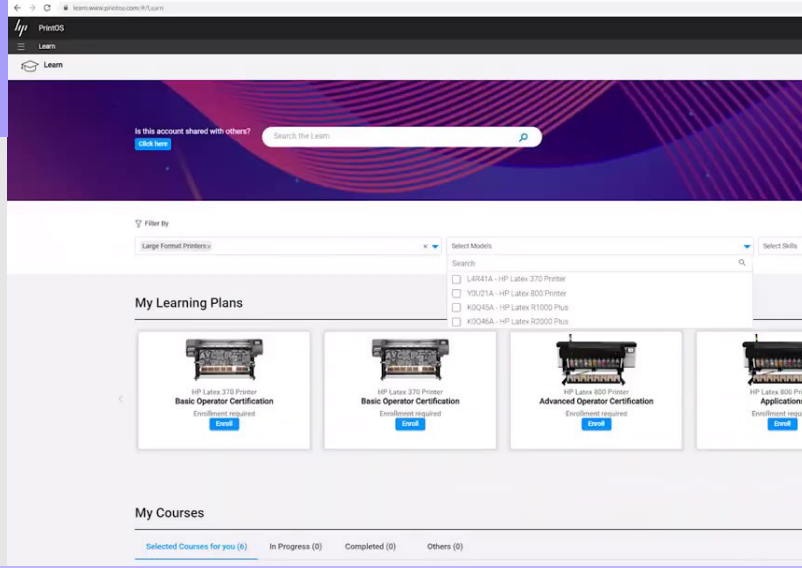 learn.www.printos.com/#/Learn
hp PrintOS
Learn
Learn
Is this account shared with others?
Click here
Search the Learn
Filter By
Large Format Printers x
Select Models
Select Skills
Search
L4R41A - HP Latex 370 Printer
Y0U21A - HP Latex 800 Printer
K0Q45A - HP Latex R1000 Plus
K0Q46A - HP Latex R2000 Plus
My Learning Plans
HP Latex 370 Printer
Basic Operator Certification
Enrollment required
Enroll
HP Latex 370 Printer
Basic Operator Certification
Enrollment required
Enroll
HP Latex 800 Printer
Advanced Operator Certification
Enrollment required
Enroll
HP Latex 800 Pri
Applications
Enrollment requ
Enroll
My Courses
Selected Courses for you (6)
In Progress (0)
Completed (0)
Others (0)